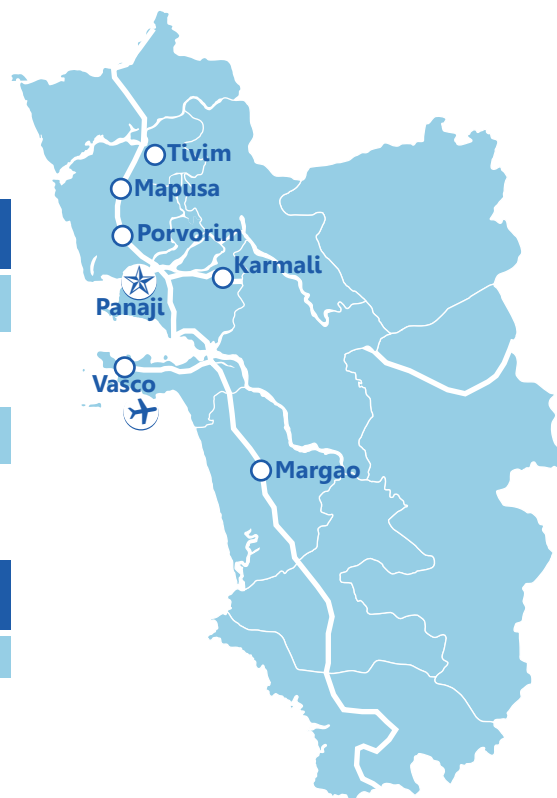 Tivim
Mapusa
Porvorim
Karmali
Panaji
Vasco
Margao